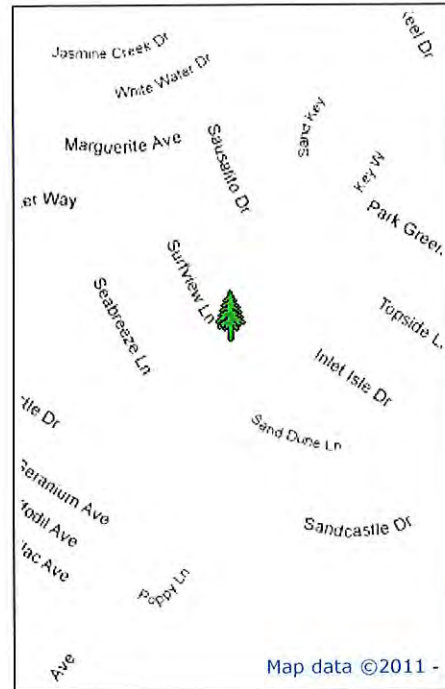 Jasmine Creek Dr
White Water Dr
Marguerite Ave
Sausalito Dr
Sand Key
eel Dr
Key W
Park Green
er Way
Surfview Ln
Seabreeze Ln
Topside L
Inlet Isle Dr
tle Dr
Sand Dune Ln
Geranium Ave
fodil Ave
lac Ave
Sandcastle Dr
Poppy Ln
Ave
Map data ©2011 -